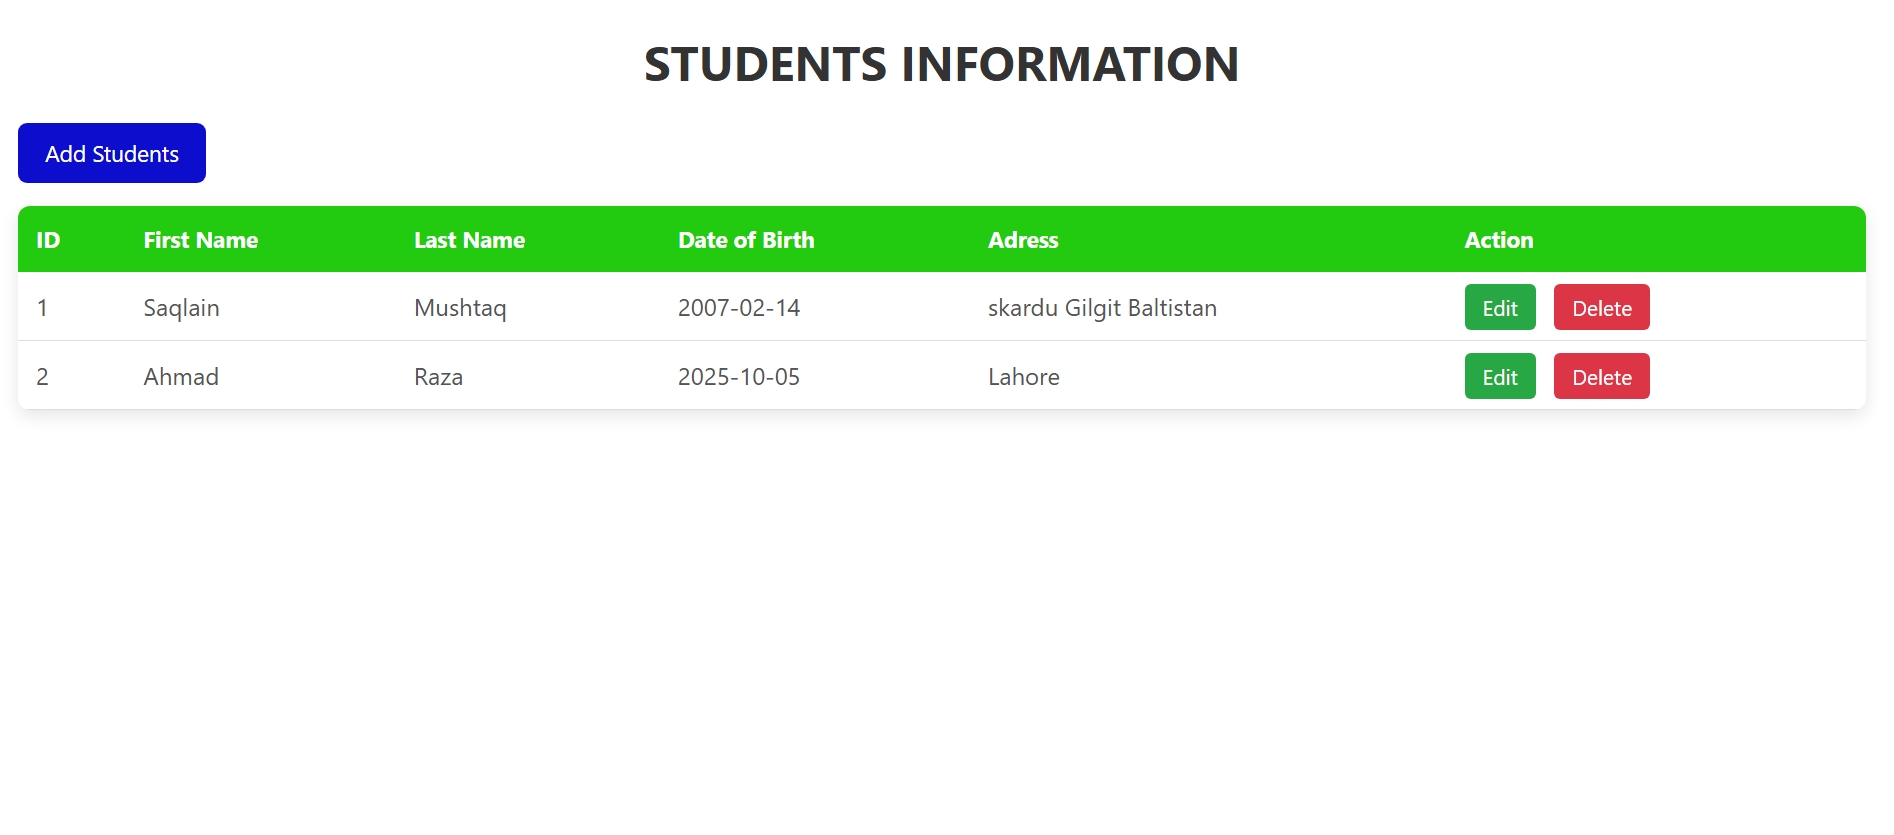 STUDENTS INFORMATION
Add Students
ID First Name Last Name Date of Birth Adress Action
1 Saqlain Mushtaq 2007-02-14 skardu Gilgit Baltistan Edit Delete
2 Ahmad Raza 2025-10-05 Lahore Edit Delete